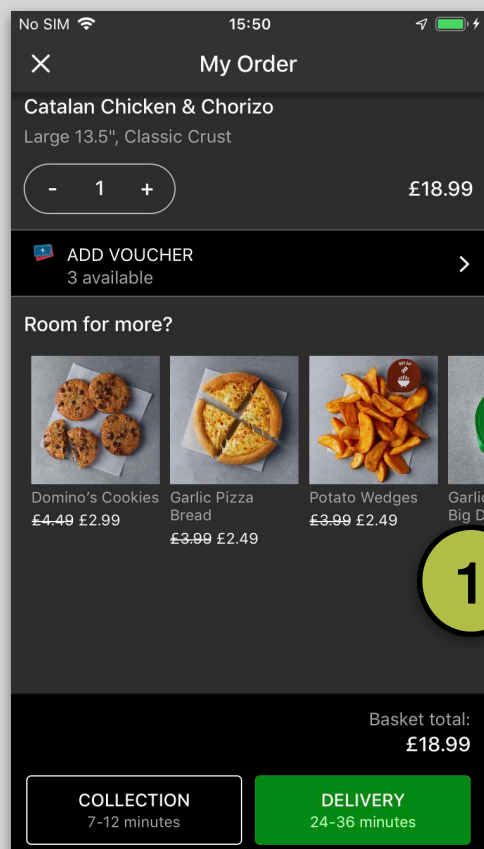 No SIM 15:50
My Order
Catalan Chicken & Chorizo
Large 13.5", Classic Crust
- 1 + £18.99
ADD VOUCHER
3 available
Room for more?
Domino's Cookies
£4.49 £2.99
Garlic Pizza
Bread
£3.99 £2.49
Potato Wedges
£3.99 £2.49
Big
1
Basket total:
£18.99
COLLECTION
7-12 minutes
DELIVERY
24-36 minutes